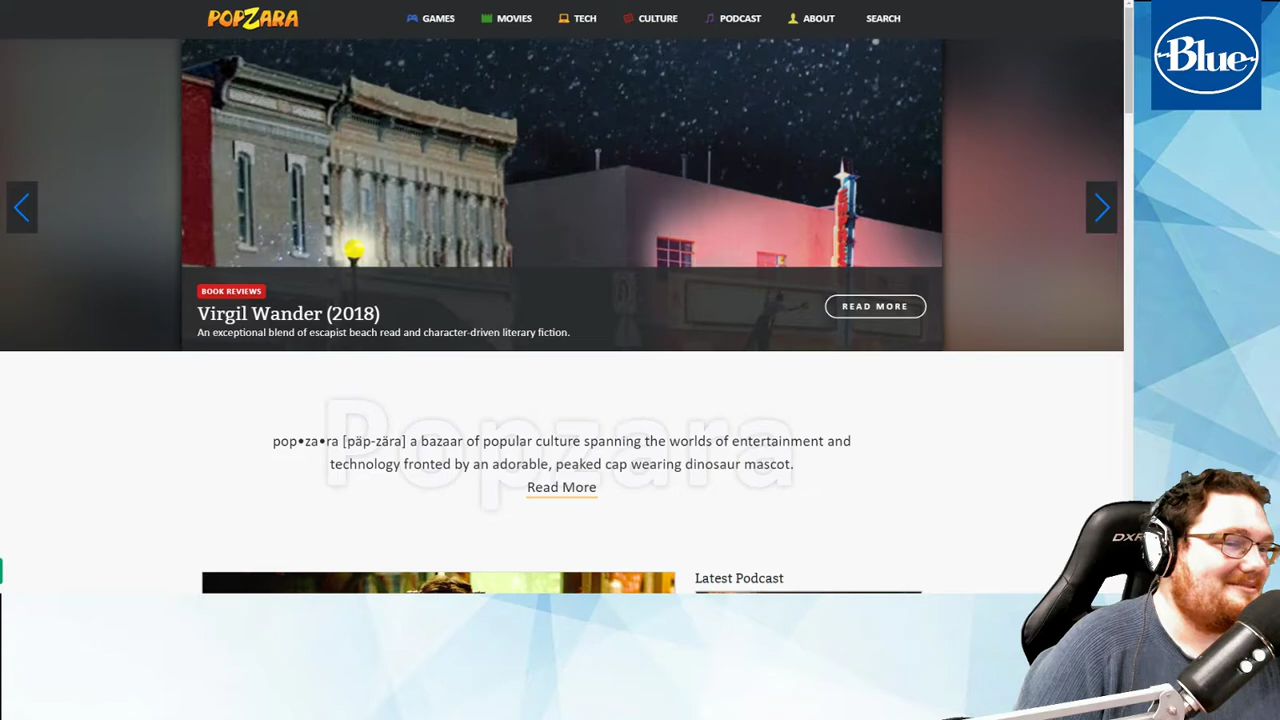 POPZARA
GAMES
MOVIES
TECH
CULTURE
PODCAST
ABOUT
SEARCH
Blue
BOOK REVIEWS
Virgil Wander (2018)
An exceptional blend of escapist beach read and character-driven literary fiction.
READ MORE
Popzara
pop•za•ra [päp-zära] a bazaar of popular culture spanning the worlds of entertainment and
technology fronted by an adorable, peaked cap wearing dinosaur mascot.
Read More
Latest Podcast